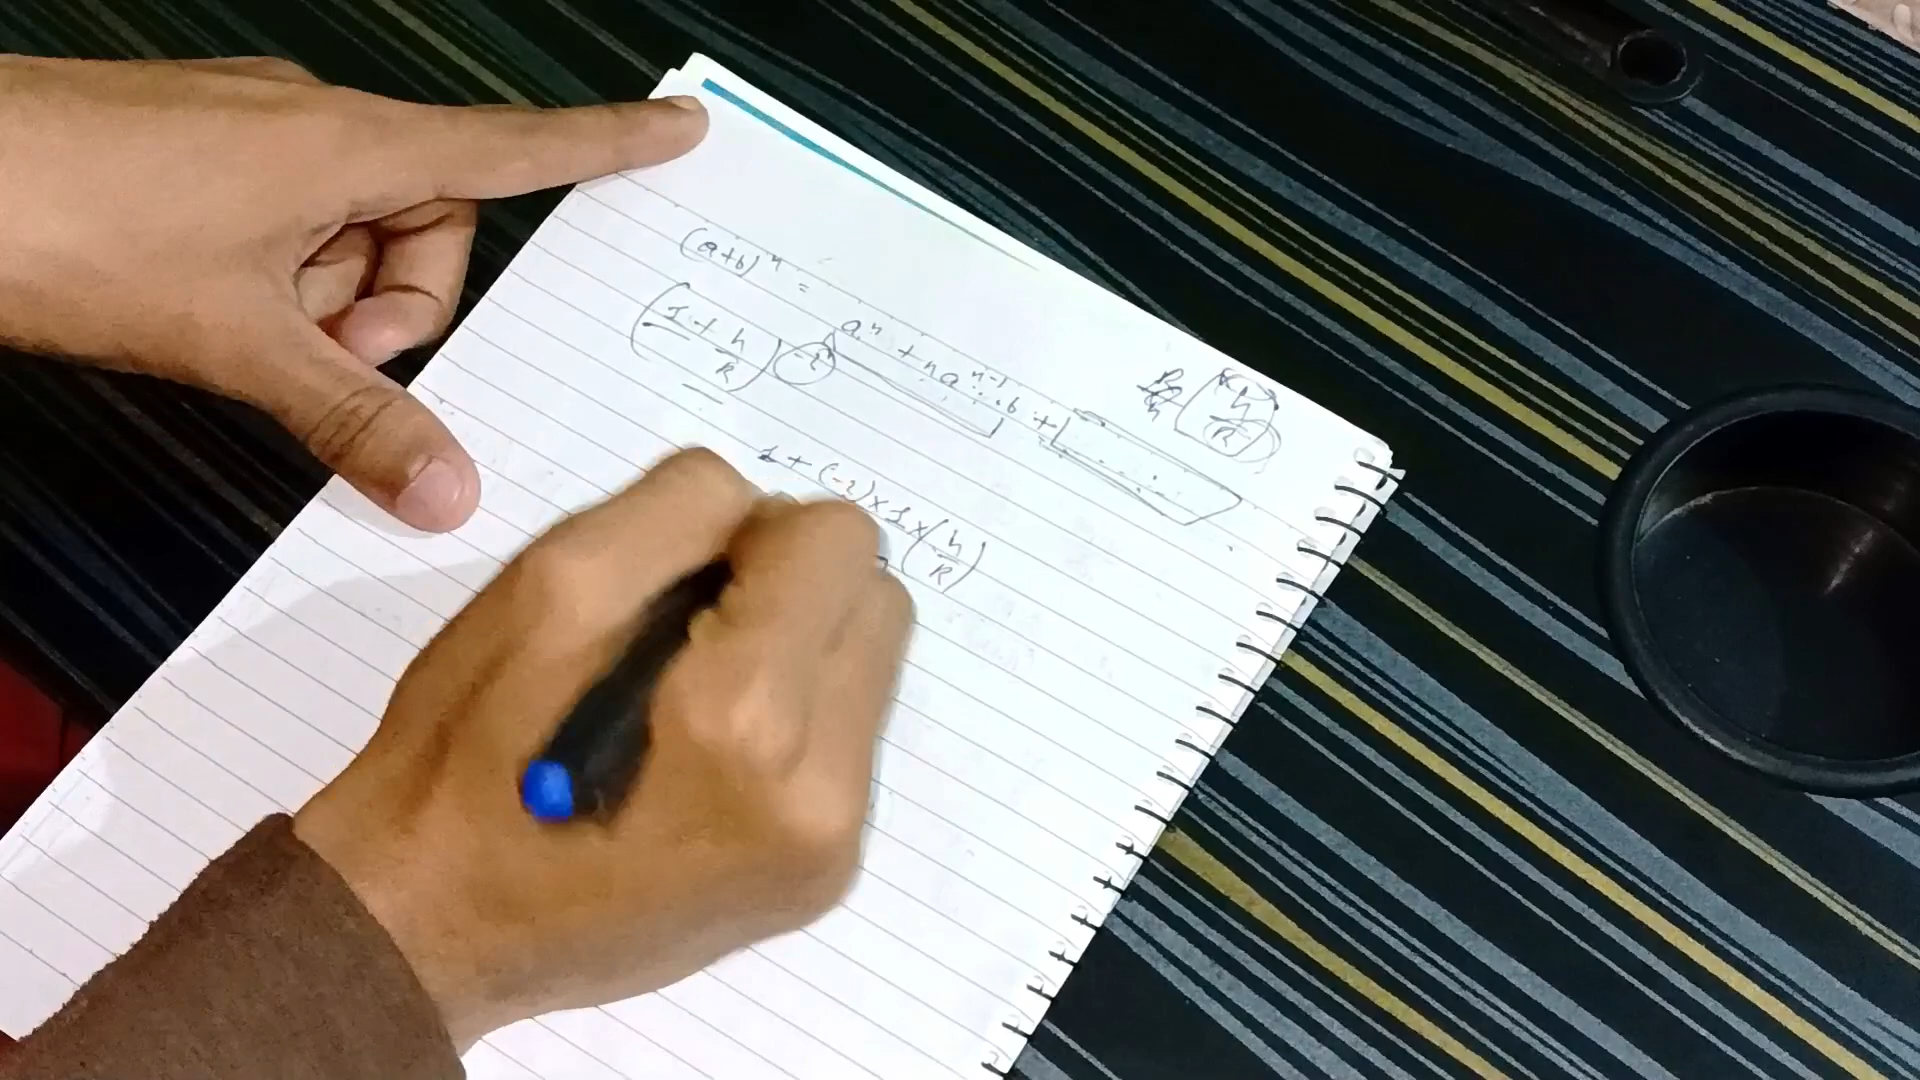 (a+b)ⁿ = aⁿ + naⁿ⁻¹.b +
(1 + h/R)⁻²
(h/R)
1 + (-2) × 1 × (h/R)